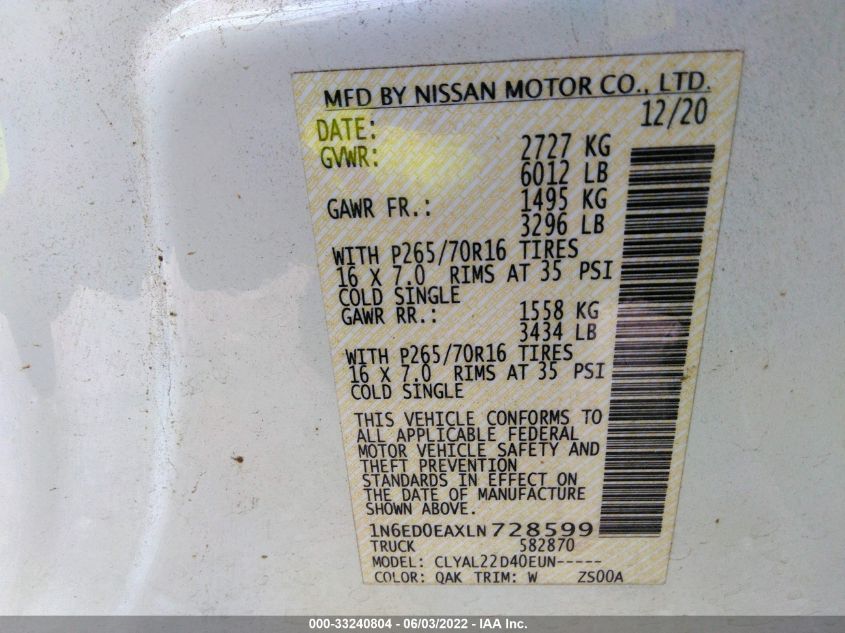 MFD BY NISSAN MOTOR CO., LTD.
DATE: 12/20
GVWR: 2727 KG
6012 LB
GAWR FR.: 1495 KG
3296 LB
WITH P265/70R16 TIRES
16 X 7.0 RIMS AT 35 PSI
COLD SINGLE
GAWR RR.: 1558 KG
3434 LB
WITH P265/70R16 TIRES
16 X 7.0 RIMS AT 35 PSI
COLD SINGLE
THIS VEHICLE CONFORMS TO
ALL APPLICABLE FEDERAL
MOTOR VEHICLE SAFETY AND
THEFT PREVENTION
STANDARDS IN EFFECT ON
THE DATE OF MANUFACTURE
SHOWN ABOVE.
1N6ED0EAXLN728599
TRUCK 582870
MODEL: CLYAL22D40EUN-----
COLOR: QAK TRIM: W ZS00A
000-33240804 - 06/03/2022 - IAA Inc.